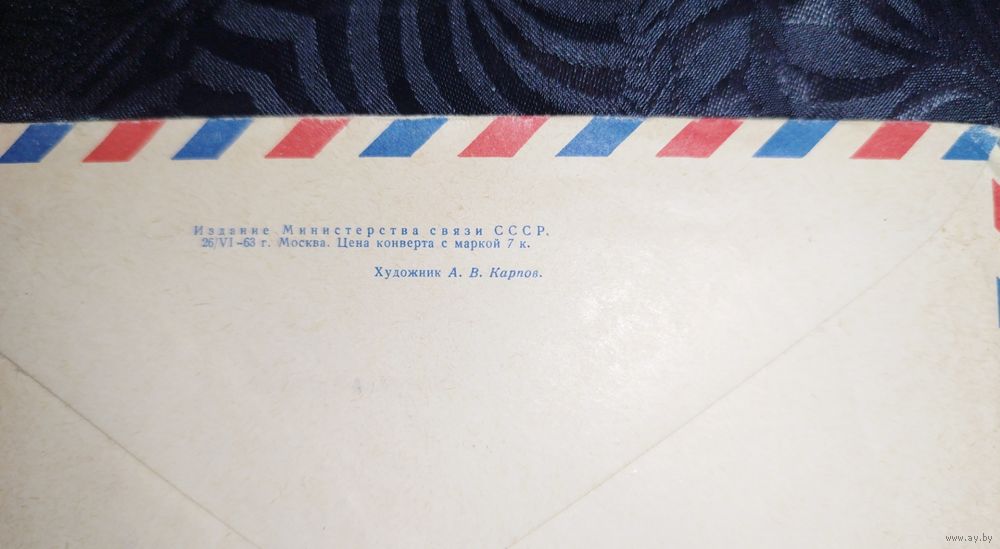 Издание Министерства связи СССР.
26/VI-63 г. Москва. Цена конверта с маркой 7 к.
Художник А. В. Карпов.
www.ay.by